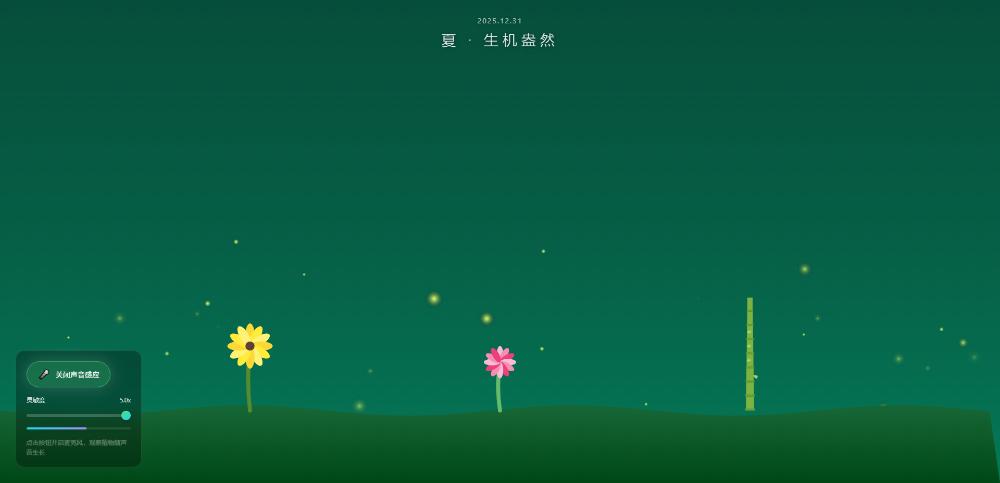 2025.12.31
夏 · 生机盎然
关闭声音感应
灵敏度 5.0x
点击按钮开启麦克风，观察植物随声
音生长